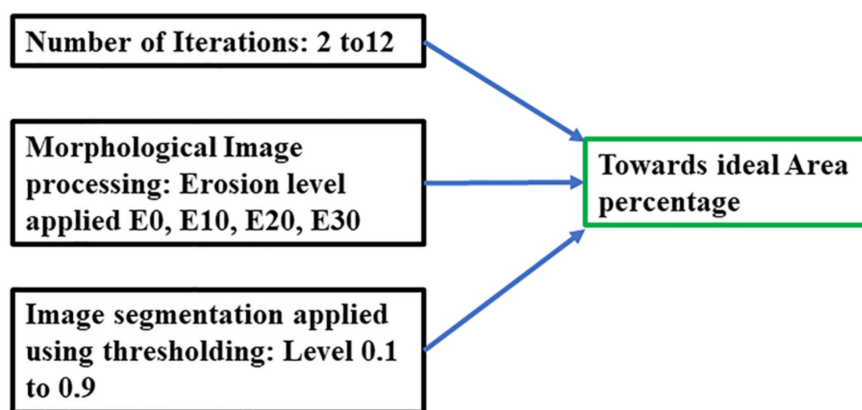 Number of Iterations: 2 to12
Morphological Image
processing: Erosion level
applied E0, E10, E20, E30
Image segmentation applied
using thresholding: Level 0.1
to 0.9
Towards ideal Area
percentage